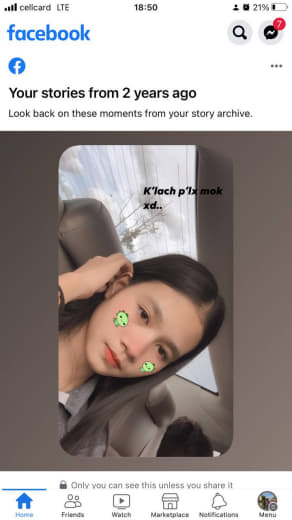 cellcard LTE 18:50 21%
facebook
7
Your stories from 2 years ago
Look back on these moments from your story archive.
K'lach p'lx mok
xd..
Only you can see this unless you share it
Home Friends Watch Marketplace Notifications Menu